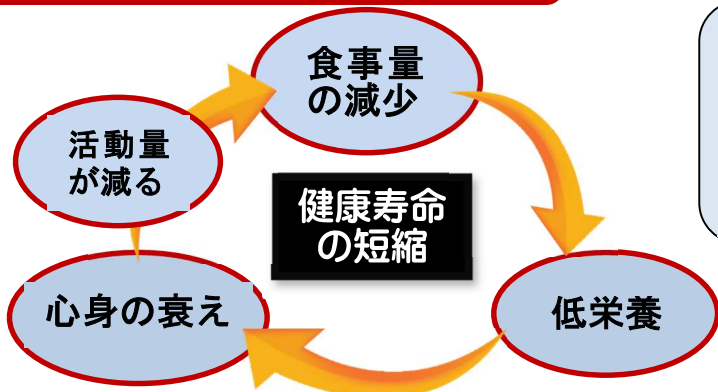 食事量
の減少
活動量
が減る
健康寿命
の短縮
心身の衰え
低栄養